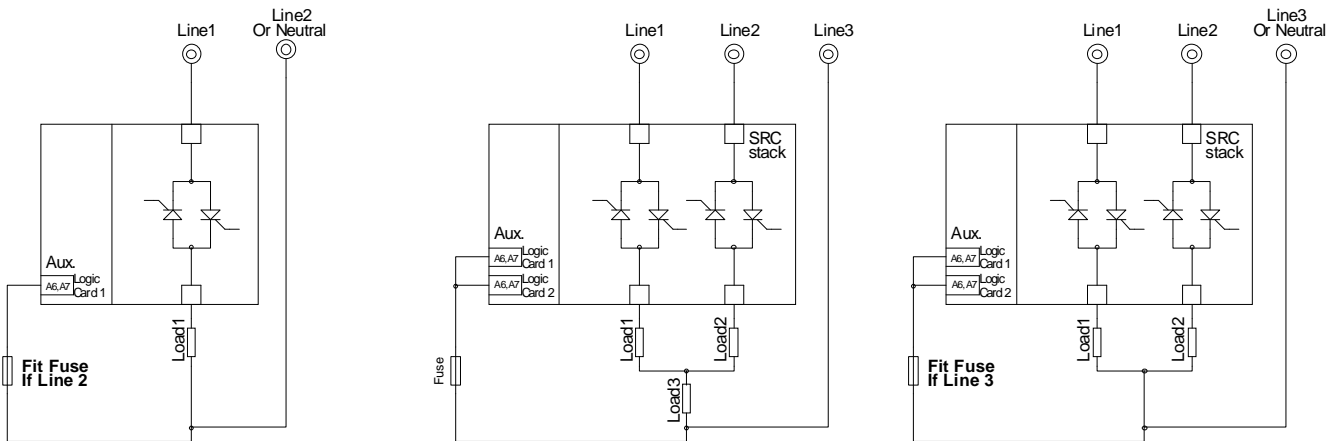 Line1
Line2
Or Neutral
Aux.
A6,A7
Logic
Card 1
Load1
Fit Fuse
If Line 2
Line1
Line2
Line3
SRC
stack
Aux.
A6,A7
Logic
Card 1
A6,A7
Logic
Card 2
Load1
Load2
Fuse
Load3
Line1
Line2
Line3
Or Neutral
SRC
stack
Aux.
A6,A7
Logic
Card 1
A6,A7
Logic
Card 2
Load1
Load2
Fit Fuse
If Line 3